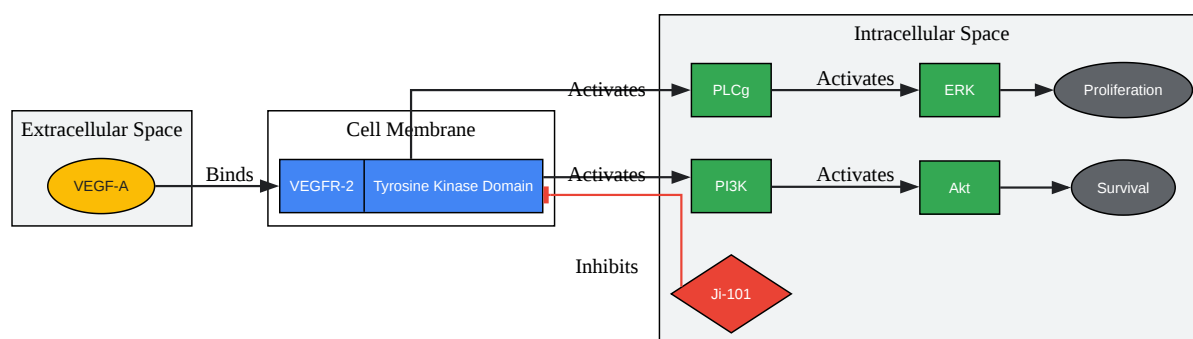 Intracellular Space
Activates
PLCg
Activates
ERK
Proliferation
Extracellular Space
Cell Membrane
VEGF-A
Binds
VEGFR-2
Tyrosine Kinase Domain
Activates
PI3K
Activates
Akt
Survival
Inhibits
Ji-101